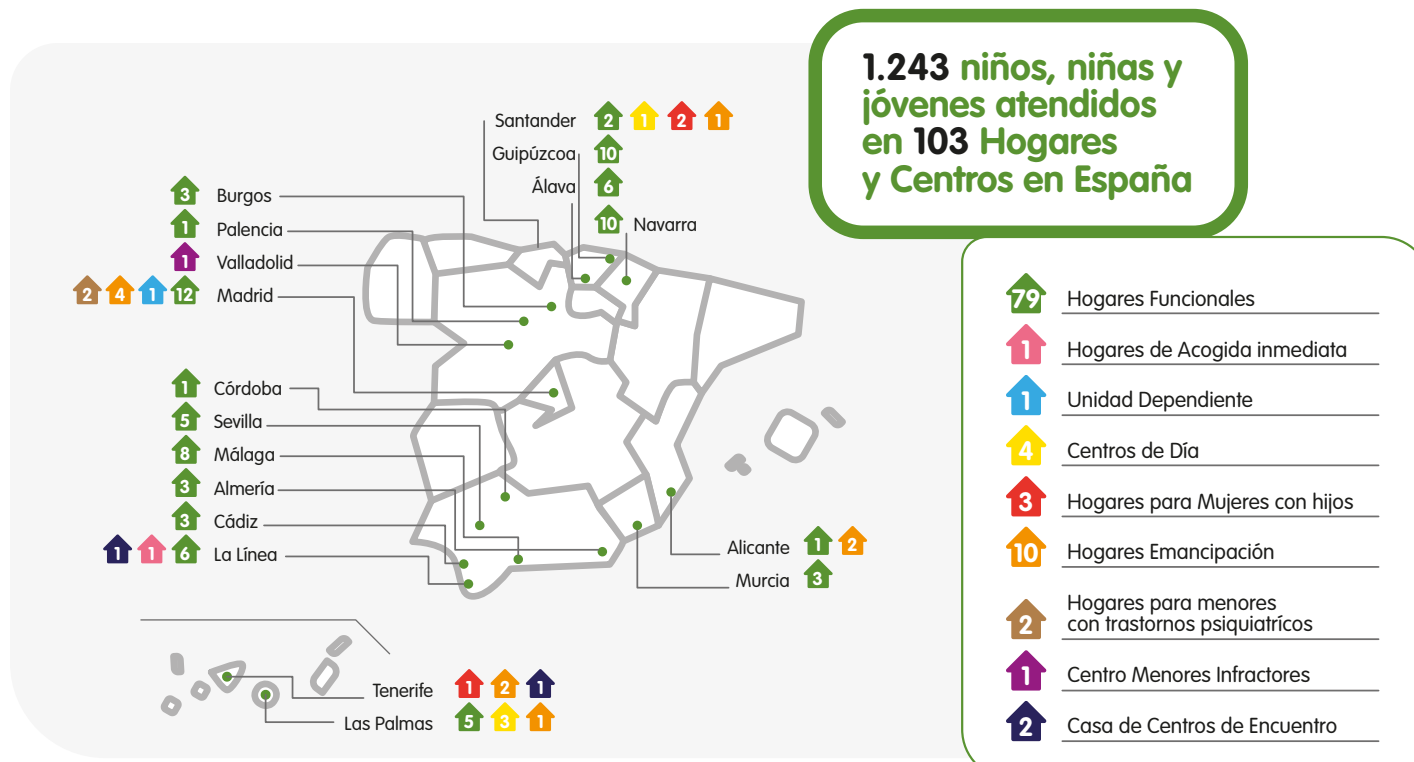 1.243 niños, niñas y
jóvenes atendidos
en 103 Hogares
y Centros en España
Santander 2 1 2 1
Guipúzcoa 10
Álava 6
10 Navarra
3 Burgos
1 Palencia
1 Valladolid
2 4 1 12 Madrid
1 Córdoba
5 Sevilla
8 Málaga
3 Almería
3 Cádiz
1 1 6 La Línea
Alicante 1 2
Murcia 3
Tenerife 1 2 1
Las Palmas 5 3 1
79 Hogares Funcionales
1 Hogares de Acogida inmediata
1 Unidad Dependiente
4 Centros de Día
3 Hogares para Mujeres con hijos
10 Hogares Emancipación
2 Hogares para menores
con trastornos psiquiatrícos
1 Centro Menores Infractores
2 Casa de Centros de Encuentro